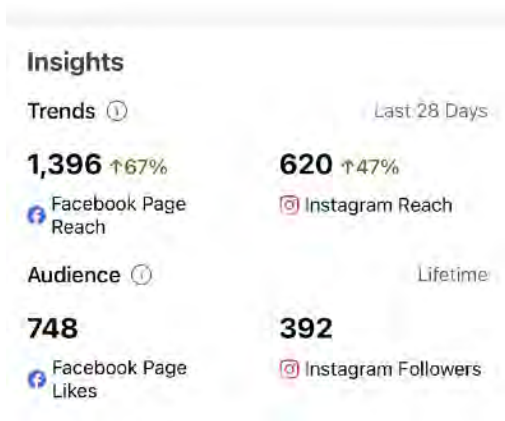 Insights
Trends Last 28 Days
1,396 ↑67% 620 ↑47%
Facebook Page Reach Instagram Reach
Audience Lifetime
748 392
Facebook Page Likes Instagram Followers